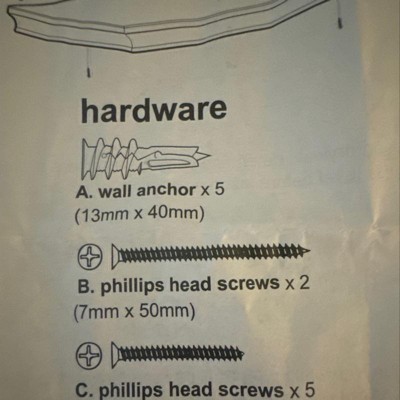 hardware
A. wall anchor x 5
(13mm x 40mm)
B. phillips head screws x 2
(7mm x 50mm)
C. phillips head screws x 5